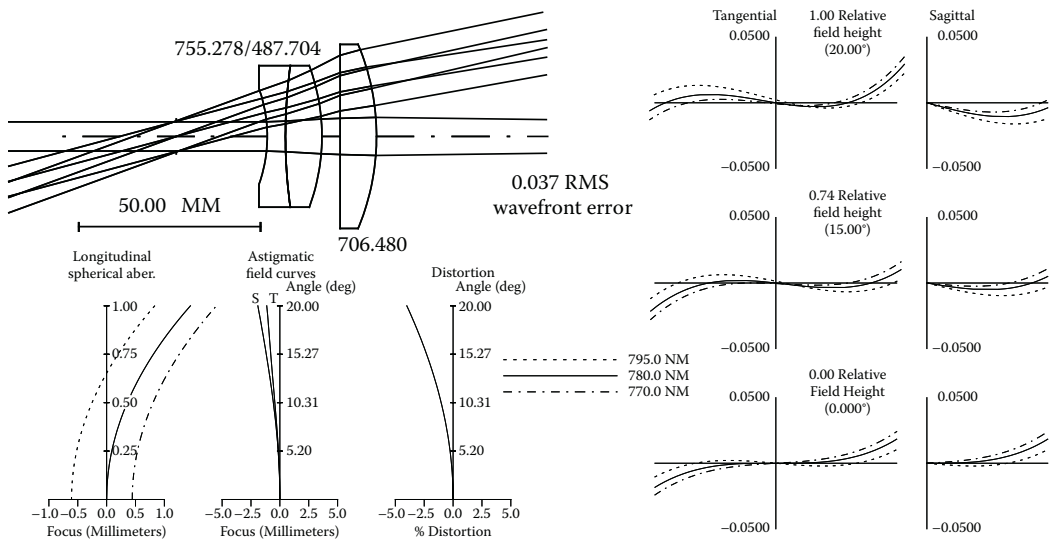 755.278/487.704
0.037 RMS
wavefront error
50.00 MM
706.480
Longitudinal
spherical aber.
1.00
0.75
0.50
0.25
−1.0 −0.5 0.0 0.5 1.0
Focus (Millimeters)
Astigmatic
field curves
Angle (deg)
S T
20.00
15.27
10.31
5.20
−5.0 −2.5 0.0 2.5 5.0
Focus (Millimeters)
Distortion
Angle (deg)
20.00
15.27
10.31
5.20
−5.0 −2.5 0.0 2.5 5.0
% Distortion
795.0 NM
780.0 NM
770.0 NM
Tangential
1.00 Relative
field height
(20.00°)
Sagittal
0.0500
0.0500
−0.0500
−0.0500
0.74 Relative
field height
(15.00°)
0.0500
0.0500
−0.0500
−0.0500
0.00 Relative
Field Height
(0.000°)
0.0500
0.0500
−0.0500
−0.0500